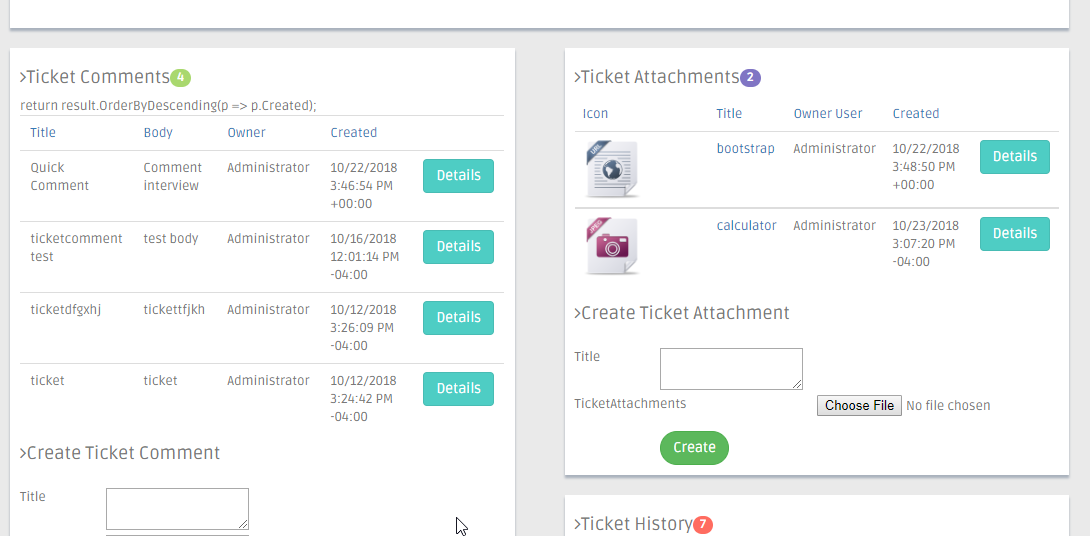 >Ticket Comments 4
return result.OrderByDescending(p => p.Created);
Title Body Owner Created
Quick Comment Comment interview Administrator 10/22/2018 3:46:54 PM +00:00 Details
ticketcomment test test body Administrator 10/16/2018 12:01:14 PM -04:00 Details
ticketdfgxhj tickettfjkh Administrator 10/12/2018 3:26:09 PM -04:00 Details
ticket ticket Administrator 10/12/2018 3:24:42 PM -04:00 Details
>Create Ticket Comment
Title
>Ticket Attachments 2
Icon Title Owner User Created
URL bootstrap Administrator 10/22/2018 3:48:50 PM +00:00 Details
JPEG calculator Administrator 10/23/2018 3:07:20 PM -04:00 Details
>Create Ticket Attachment
Title
TicketAttachments Choose File No file chosen
Create
>Ticket History 7